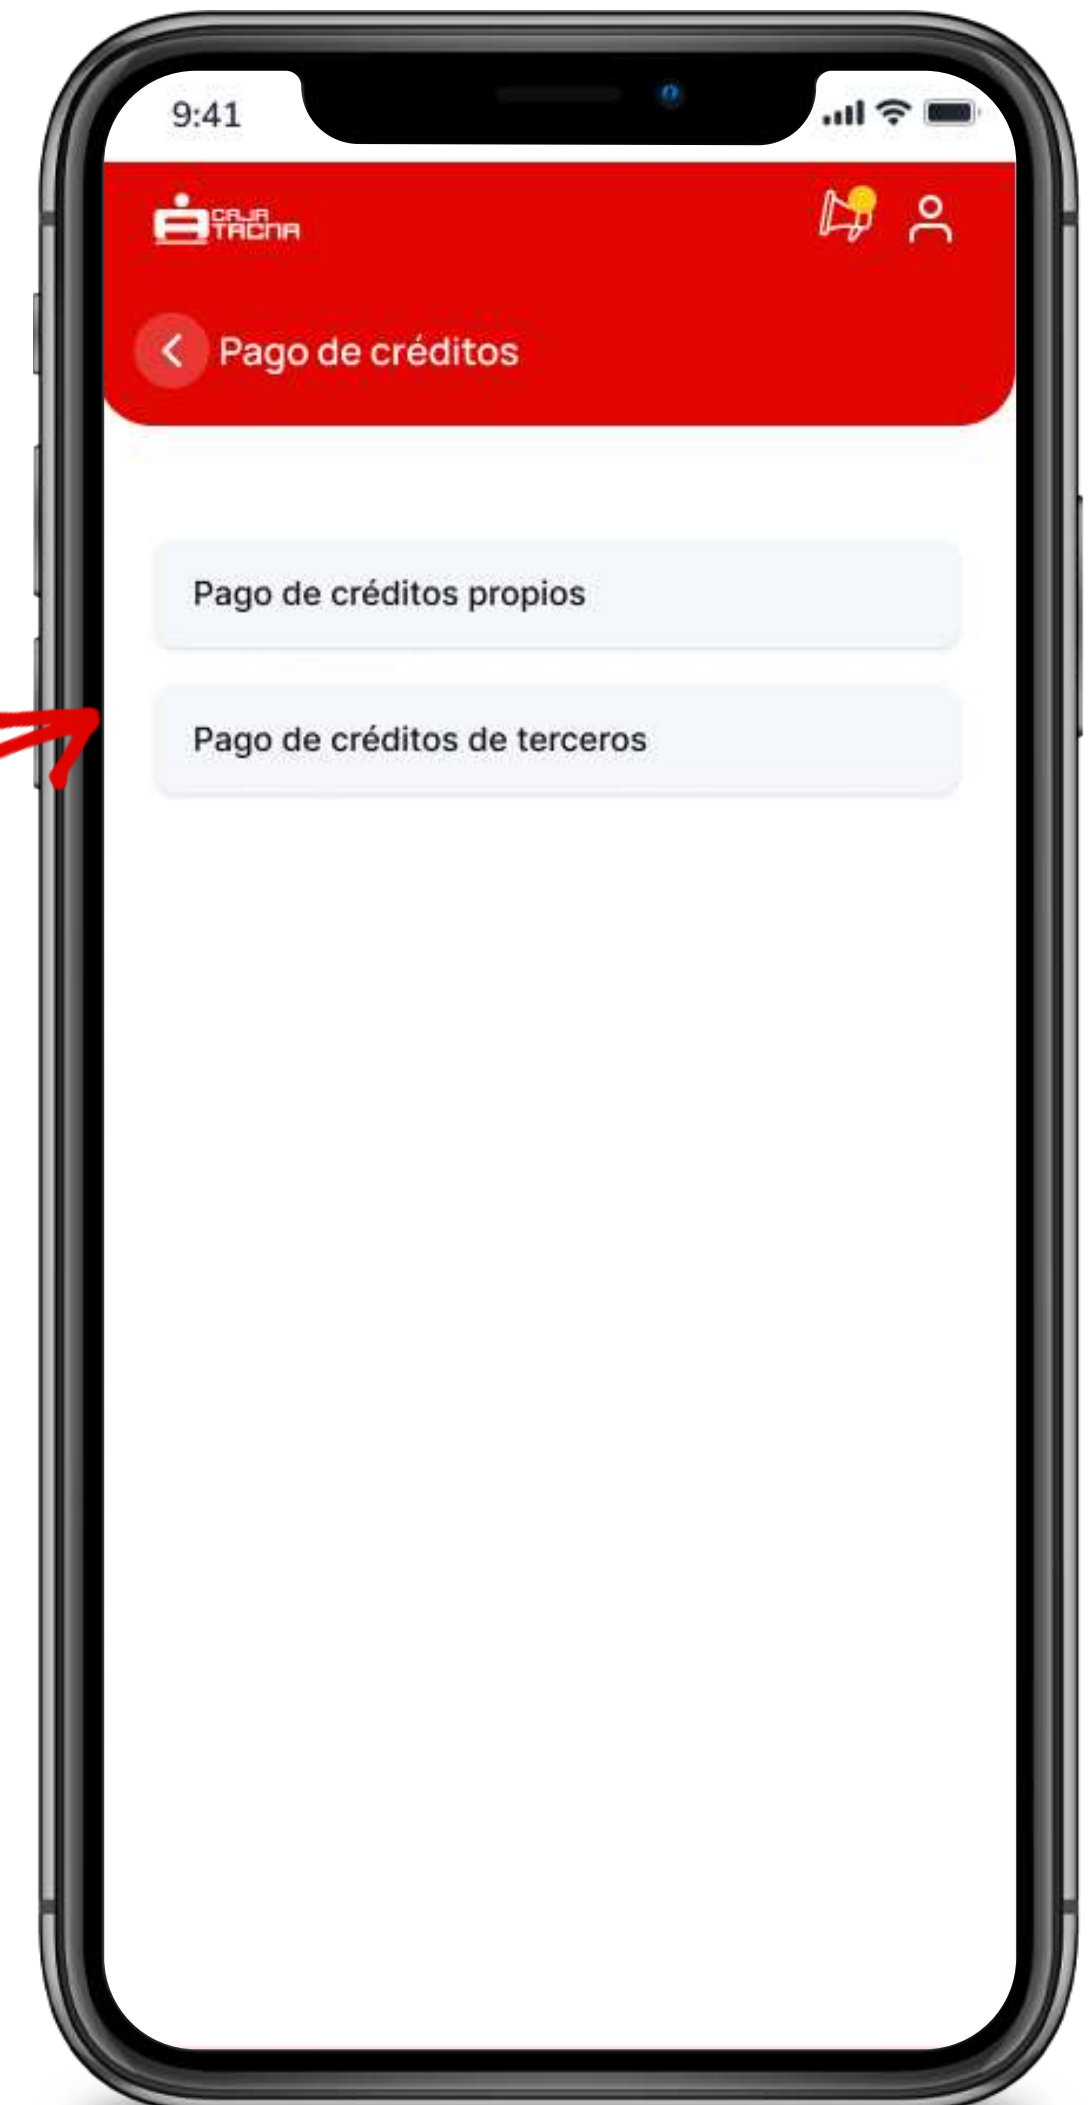 9:41
CAJA
TACNA
Pago de créditos
Pago de créditos propios
Pago de créditos de terceros